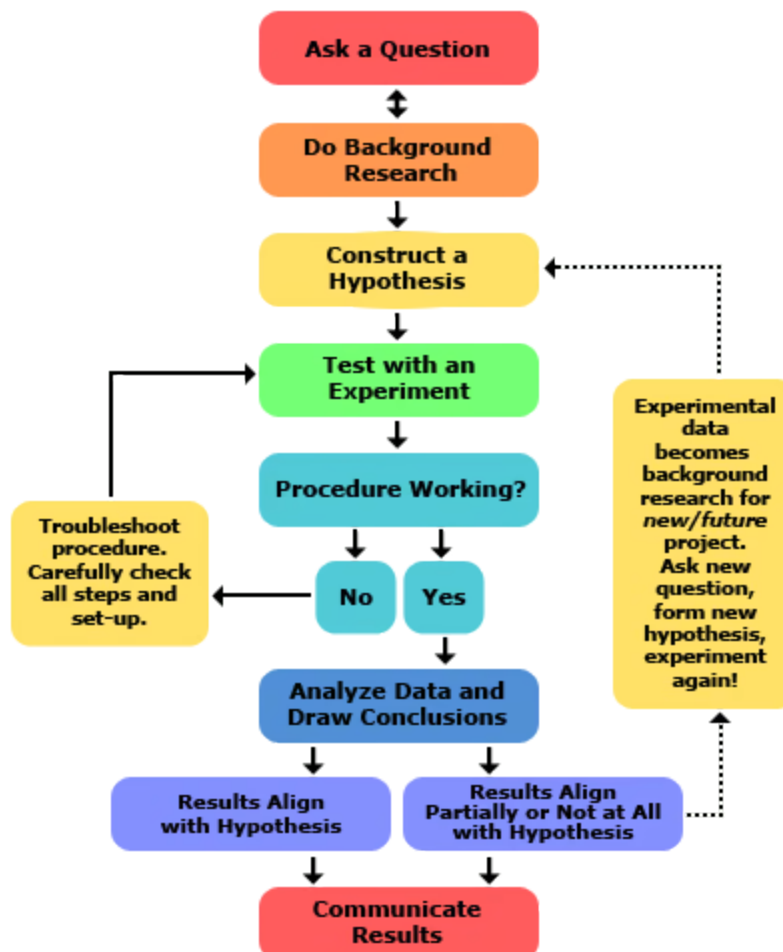 Ask a Question
Do Background
Research
Construct a
Hypothesis
Test with an
Experiment
Procedure Working?
Troubleshoot
procedure.
Carefully check
all steps and
set-up.
No
Yes
Experimental
data
becomes
background
research for
new/future
project.
Ask new
question,
form new
hypothesis,
experiment
again!
Analyze Data and
Draw Conclusions
Results Align
with Hypothesis
Results Align
Partially or Not at All
with Hypothesis
Communicate
Results